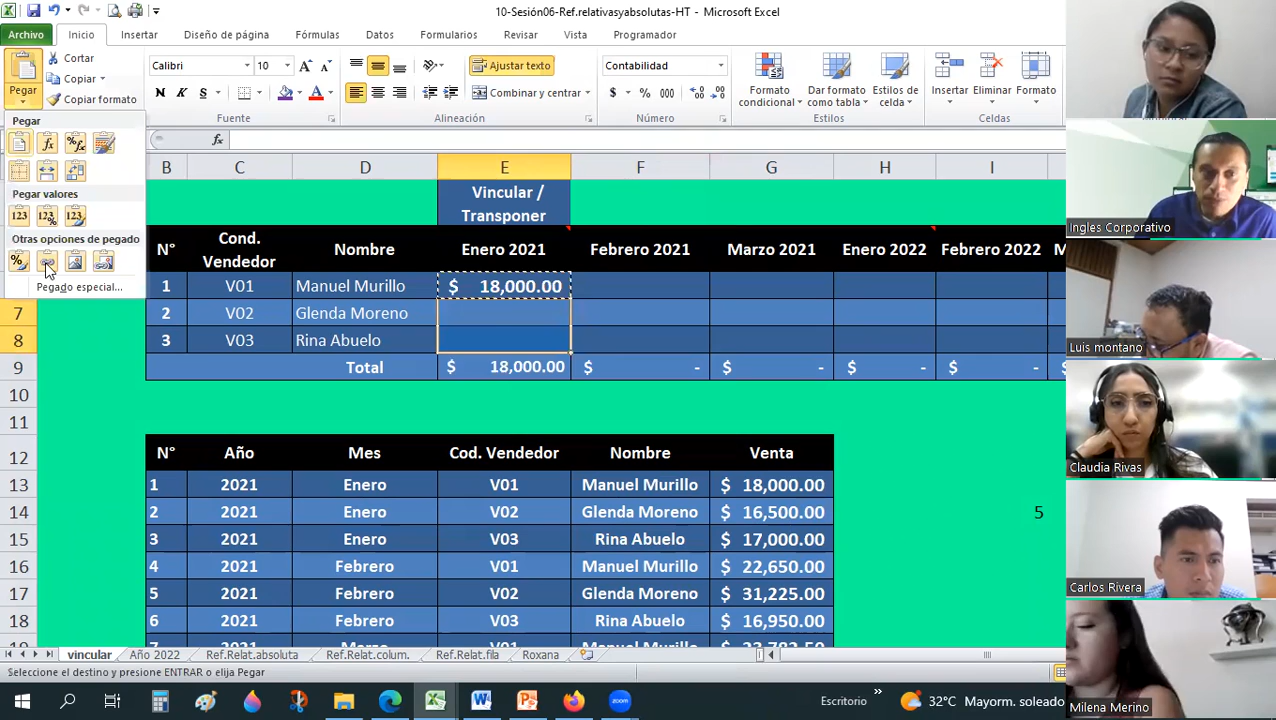 10-Sesión06-Ref.relativasyabsolutas-HT - Microsoft Excel
Archivo Inicio Insertar Diseño de página Fórmulas Datos Formularios Revisar Vista Programador
Pegar
Cortar
Copiar
Copiar formato
Calibri 10
N K S
Ajustar texto
Combinar y centrar
Contabilidad
$ % 000
Formato condicional
Dar formato como tabla
Estilos de celda
Insertar Eliminar Formato
Fuente Alineación Número Estilos Celdas
Pegar
Pegar valores
123 123 123
Otras opciones de pegado
Pegado especial...
fx
B C D E F G H I
Vincular / Transponer
N° Cond. Vendedor Nombre Enero 2021 Febrero 2021 Marzo 2021 Enero 2022 Febrero 2022 M
1 V01 Manuel Murillo $ 18,000.00
7 2 V02 Glenda Moreno
8 3 V03 Rina Abuelo
9 Total $ 18,000.00 $ - $ - $ - $ -
10
11
12 N° Año Mes Cod. Vendedor Nombre Venta
13 1 2021 Enero V01 Manuel Murillo $ 18,000.00
14 2 2021 Enero V02 Glenda Moreno $ 16,500.00 5
15 3 2021 Enero V03 Rina Abuelo $ 17,000.00
16 4 2021 Febrero V01 Manuel Murillo $ 22,650.00
17 5 2021 Febrero V02 Glenda Moreno $ 31,225.00
18 6 2021 Febrero V03 Rina Abuelo $ 16,950.00
vincular Año 2022 Ref.Relat.absoluta Ref.Relat.colum. Ref.Relat.fila Roxana
Seleccione el destino y presione ENTRAR o elija Pegar
Escritorio » 32°C Mayorm. soleado
zoom
Ingles Corporativo
Luis montano
Claudia Rivas
Carlos Rivera
Milena Merino